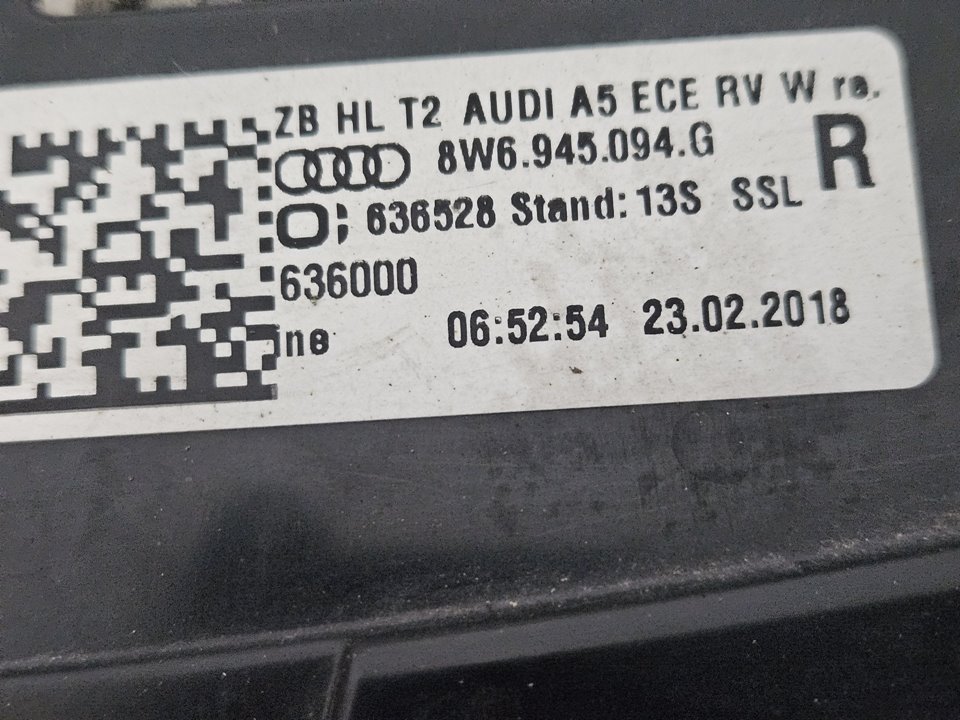 ZB HL T2 AUDI A5 ECE RV W re.
8W6.945.094.G R
636528 Stand: 13S SSL
636000
06:52:54 23.02.2018